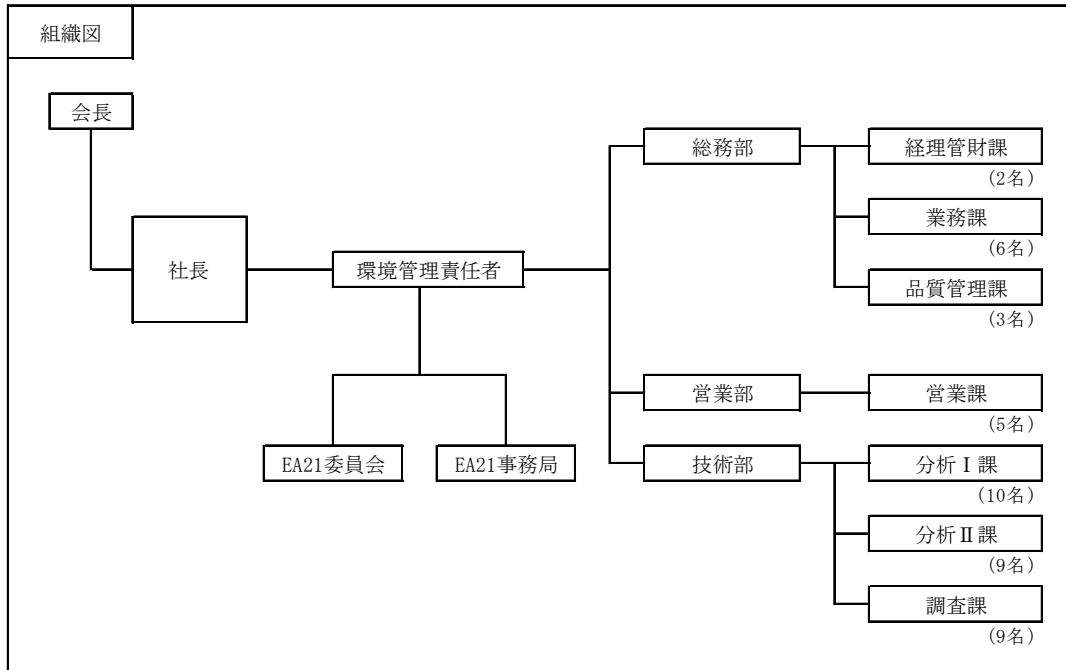 組織図
会長
社長
環境管理責任者
EA21委員会
EA21事務局
総務部
経理管財課
(2名)
業務課
(6名)
品質管理課
(3名)
営業部
営業課
(5名)
技術部
分析Ⅰ課
(10名)
分析Ⅱ課
(9名)
調査課
(9名)